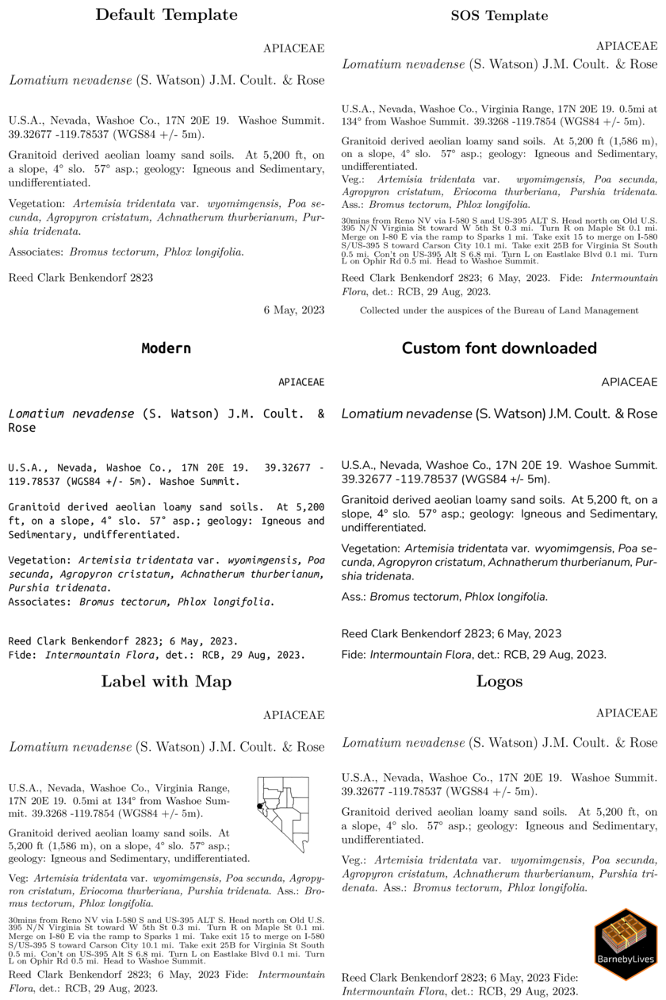 Default Template
APIACEAE
Lomatium nevadense (S. Watson) J.M. Coult. & Rose
U.S.A., Nevada, Washoe Co., 17N 20E 19. Washoe Summit.
39.32677 -119.78537 (WGS84 +/- 5m).
Granitoid derived aeolian loamy sand soils. At 5,200 ft, on
a slope, 4° slo. 57° asp.; geology: Igneous and Sedimentary,
undifferentiated.
Vegetation: Artemisia tridentata var. wyomimgensis, Poa se-
cunda, Agropyron cristatum, Achnatherum thurberianum, Pur-
shia tridenata.
Associates: Bromus tectorum, Phlox longifolia.
Reed Clark Benkendorf 2823
6 May, 2023
SOS Template
APIACEAE
Lomatium nevadense (S. Watson) J.M. Coult. & Rose
U.S.A., Nevada, Washoe Co., Virginia Range, 17N 20E 19. 0.5mi at
134° from Washoe Summit. 39.3268 -119.7854 (WGS84 +/- 5m).
Granitoid derived aeolian loamy sand soils. At 5,200 ft (1,586 m),
on a slope, 4° slo. 57° asp.; geology: Igneous and Sedimentary,
undifferentiated.
Veg.: Artemisia tridentata var. wyomimgensis, Poa secunda,
Agropyron cristatum, Eriocoma thurberiana, Purshia tridenata.
Ass.: Bromus tectorum, Phlox longifolia.
30mins from Reno NV via I-580 S and US-395 ALT S. Head north on Old U.S.
395 N/N Virginia St toward W 5th St 0.3 mi. Turn R on Maple St 0.1 mi.
Merge on I-80 E via the ramp to Sparks 1 mi. Take exit 15 to merge on I-580
S/US-395 S toward Carson City 10.1 mi. Take exit 25B for Virginia St South
0.5 mi. Con't on US-395 Alt S 6.8 mi. Turn L on Eastlake Blvd 0.1 mi. Turn
L on Ophir Rd 0.5 mi. Head to Washoe Summit.
Reed Clark Benkendorf 2823; 6 May, 2023. Fide: Intermountain
Flora, det.: RCB, 29 Aug, 2023.
Collected under the auspices of the Bureau of Land Management
Modern
APIACEAE
Lomatium nevadense (S. Watson) J.M. Coult. &
Rose
U.S.A., Nevada, Washoe Co., 17N 20E 19. 39.32677 -
119.78537 (WGS84 +/- 5m). Washoe Summit.
Granitoid derived aeolian loamy sand soils. At 5,200
ft, on a slope, 4° slo. 57° asp.; geology: Igneous and
Sedimentary, undifferentiated.
Vegetation: Artemisia tridentata var. wyomimgensis, Poa
secunda, Agropyron cristatum, Achnatherum thurberianum,
Purshia tridenata.
Associates: Bromus tectorum, Phlox longifolia.
Reed Clark Benkendorf 2823; 6 May, 2023.
Fide: Intermountain Flora, det.: RCB, 29 Aug, 2023.
Custom font downloaded
APIACEAE
Lomatium nevadense (S. Watson) J.M. Coult. & Rose
U.S.A., Nevada, Washoe Co., 17N 20E 19. Washoe Summit.
39.32677 -119.78537 (WGS84 +/- 5m).
Granitoid derived aeolian loamy sand soils. At 5,200 ft, on a
slope, 4° slo. 57° asp.; geology: Igneous and Sedimentary,
undifferentiated.
Vegetation: Artemisia tridentata var. wyomimgensis, Poa se-
cunda, Agropyron cristatum, Achnatherum thurberianum, Pur-
shia tridenata.
Ass.: Bromus tectorum, Phlox longifolia.
Reed Clark Benkendorf 2823; 6 May, 2023
Fide: Intermountain Flora, det.: RCB, 29 Aug, 2023.
Label with Map
APIACEAE
Lomatium nevadense (S. Watson) J.M. Coult. & Rose
U.S.A., Nevada, Washoe Co., Virginia Range,
17N 20E 19. 0.5mi at 134° from Washoe Sum-
mit. 39.3268 -119.7854 (WGS84 +/- 5m).
Granitoid derived aeolian loamy sand soils. At
5,200 ft (1,586 m), on a slope, 4° slo. 57° asp.;
geology: Igneous and Sedimentary, undifferentiated.
Veg: Artemisia tridentata var. wyomimgensis, Poa secunda, Agropy-
ron cristatum, Eriocoma thurberiana, Purshia tridenata. Ass.: Bro-
mus tectorum, Phlox longifolia.
30mins from Reno NV via I-580 S and US-395 ALT S. Head north on Old U.S.
395 N/N Virginia St toward W 5th St 0.3 mi. Turn R on Maple St 0.1 mi.
Merge on I-80 E via the ramp to Sparks 1 mi. Take exit 15 to merge on I-580
S/US-395 S toward Carson City 10.1 mi. Take exit 25B for Virginia St South
0.5 mi. Con't on US-395 Alt S 6.8 mi. Turn L on Eastlake Blvd 0.1 mi. Turn
L on Ophir Rd 0.5 mi. Head to Washoe Summit.
Reed Clark Benkendorf 2823; 6 May, 2023 Fide: Intermountain
Flora, det.: RCB, 29 Aug, 2023.
Logos
APIACEAE
Lomatium nevadense (S. Watson) J.M. Coult. & Rose
U.S.A., Nevada, Washoe Co., 17N 20E 19. Washoe Summit.
39.32677 -119.78537 (WGS84 +/- 5m).
Granitoid derived aeolian loamy sand soils. At 5,200 ft, on
a slope, 4° slo. 57° asp.; geology: Igneous and Sedimentary,
undifferentiated.
Veg.: Artemisia tridentata var. wyomimgensis, Poa secunda,
Agropyron cristatum, Achnatherum thurberianum, Purshia tri-
denata. Ass.: Bromus tectorum, Phlox longifolia.
BarnebyLives
Reed Clark Benkendorf 2823; 6 May, 2023 Fide:
Intermountain Flora, det.: RCB, 29 Aug, 2023.